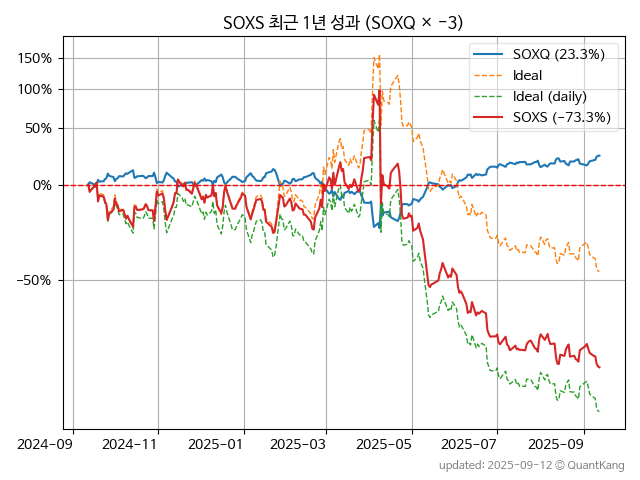 SOXS 최근 1년 성과 (SOXQ × −3)
SOXQ (23.3%)
Ideal
Ideal (daily)
SOXS (−73.3%)
150%
100%
50%
0%
−50%
2024-09
2024-11
2025-01
2025-03
2025-05
2025-07
2025-09
updated: 2025-09-12 © QuantKang